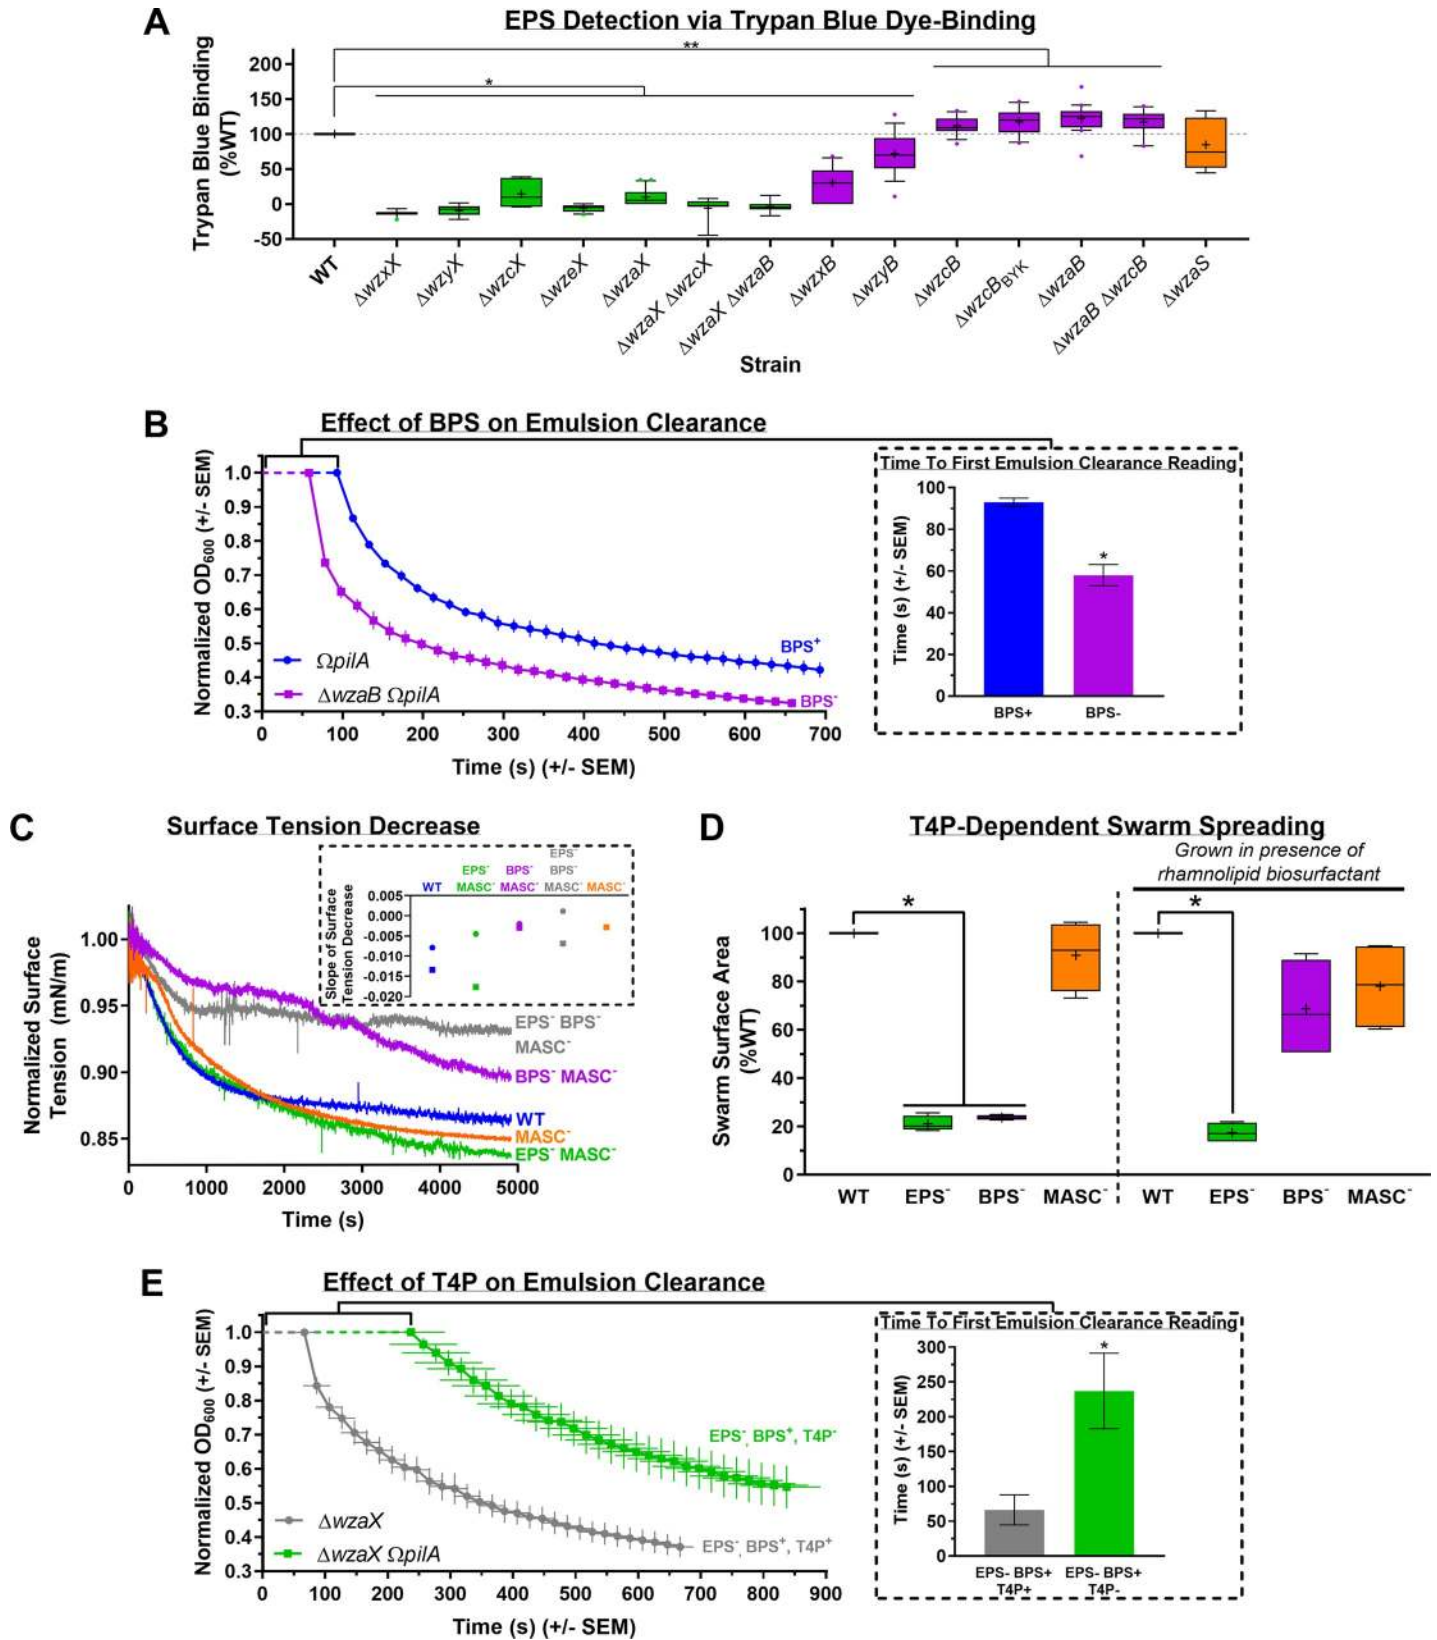 A
EPS Detection via Trypan Blue Dye-Binding
Trypan Blue Binding
(%WT)
200
150
100
50
0
-50
**
*
WT
ΔwzxX
ΔwzyX
ΔwzcX
ΔwzeX
ΔwzaX
ΔwzaX ΔwzcX
ΔwzaX ΔwzaB
ΔwzxB
ΔwzyB
ΔwzcB
ΔwzcB_BYK
ΔwzaB
ΔwzaB ΔwzcB
ΔwzaS
Strain
B
Effect of BPS on Emulsion Clearance
Normalized OD600 (+/- SEM)
1.0
0.9
0.8
0.7
0.6
0.5
0.4
0.3
ΩpilA
ΔwzaB ΩpilA
BPS+
BPS-
0 100 200 300 400 500 600 700
Time (s) (+/- SEM)
Time To First Emulsion Clearance Reading
Time (s) (+/- SEM)
100
80
60
40
20
0
*
BPS+ BPS-
C
Surface Tension Decrease
Normalized Surface
Tension (mN/m)
1.00
0.95
0.90
0.85
EPS-
EPS- BPS- BPS-
WT MASC- MASC- MASC- MASC-
Slope of Surface
Tension Decrease
0.005
0.000
-0.005
-0.010
-0.015
-0.020
EPS- BPS-
MASC-
BPS- MASC-
WT
MASC-
EPS- MASC-
0 1000 2000 3000 4000 5000
Time (s)
D
T4P-Dependent Swarm Spreading
Grown in presence of
rhamnolipid biosurfactant
Swarm Surface Area
(%WT)
100
80
60
40
20
0
* *
WT EPS- BPS- MASC- WT EPS- BPS- MASC-
E
Effect of T4P on Emulsion Clearance
Normalized OD600 (+/- SEM)
1.0
0.9
0.8
0.7
0.6
0.5
0.4
0.3
EPS-, BPS+, T4P-
EPS-, BPS+, T4P+
ΔwzaX
ΔwzaX ΩpilA
0 100 200 300 400 500 600 700 800 900
Time (s) (+/- SEM)
Time To First Emulsion Clearance Reading
Time (s) (+/- SEM)
300
250
200
150
100
50
0
*
EPS- BPS+ EPS- BPS+
T4P+ T4P-